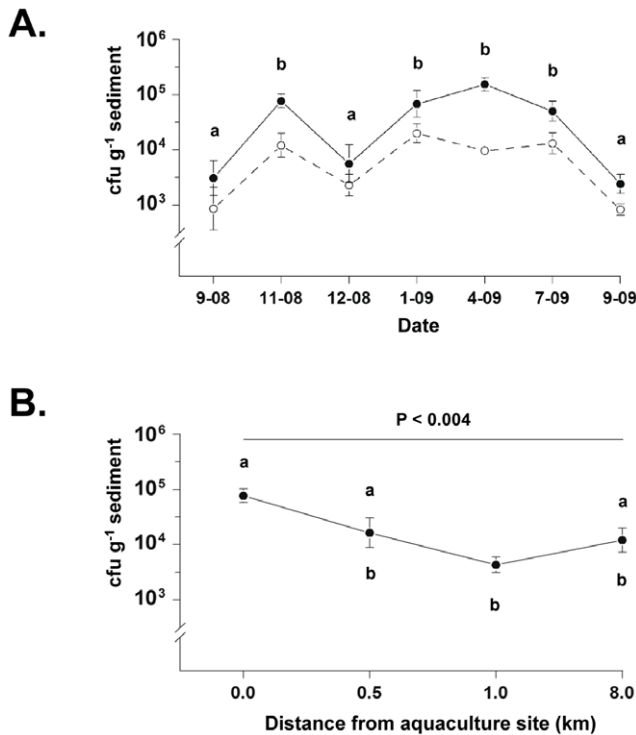 A.
10⁶
b
b
b
b
10⁵
a
a
a
10⁴
10³
cfu g⁻¹ sediment
9-08
11-08
12-08
1-09
4-09
7-09
9-09
Date
B.
P < 0.004
10⁶
a
a
a
10⁵
10⁴
b
b
b
10³
cfu g⁻¹ sediment
0.0
0.5
1.0
8.0
Distance from aquaculture site (km)